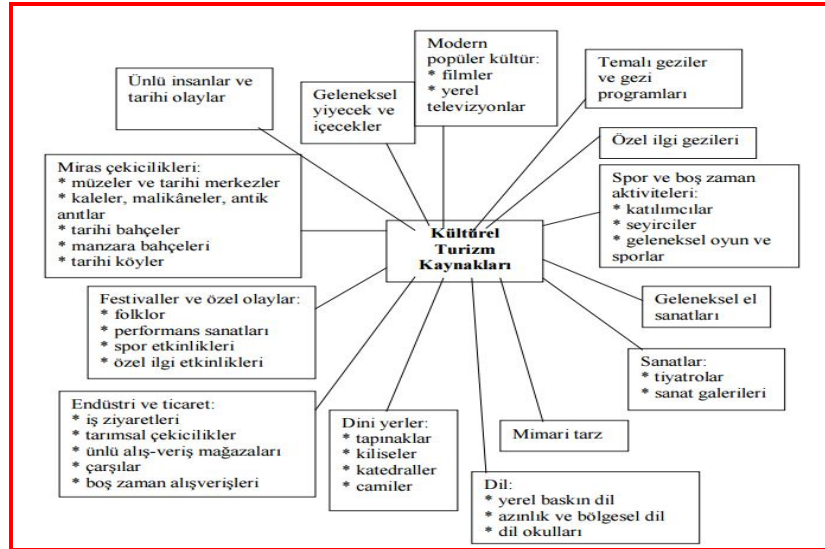 Ünlü insanlar ve
tarihi olaylar
Geleneksel
yiyecek ve
içecekler
Modern
popüler kültür:
* filmler
* yerel
televizyonlar
Temalı geziler
ve gezi
programları
Özel ilgi gezileri
Miras çekicilikleri:
* müzeler ve tarihi merkezler
* kaleler, malikâneler, antik
anıtlar
* tarihi bahçeler
* manzara bahçeleri
* tarihi köyler
Kültürel
Turizm
Kaynakları
Spor ve boş zaman
aktiviteleri:
* katılımcılar
* seyirciler
* geleneksel oyun ve
sporlar
Festivaller ve özel olaylar:
* folklor
* performans sanatları
* spor etkinlikleri
* özel ilgi etkinlikleri
Geleneksel el
sanatları
Sanatlar:
* tiyatrolar
* sanat galerileri
Endüstri ve ticaret:
* iş ziyaretleri
* tarımsal çekicilikler
* ünlü alış-veriş mağazaları
* çarşılar
* boş zaman alışverişleri
Dini yerler:
* tapınaklar
* kiliseler
* katedraller
* camiler
Mimari tarz
Dil:
* yerel baskın dil
* azınlık ve bölgesel dil
* dil okulları